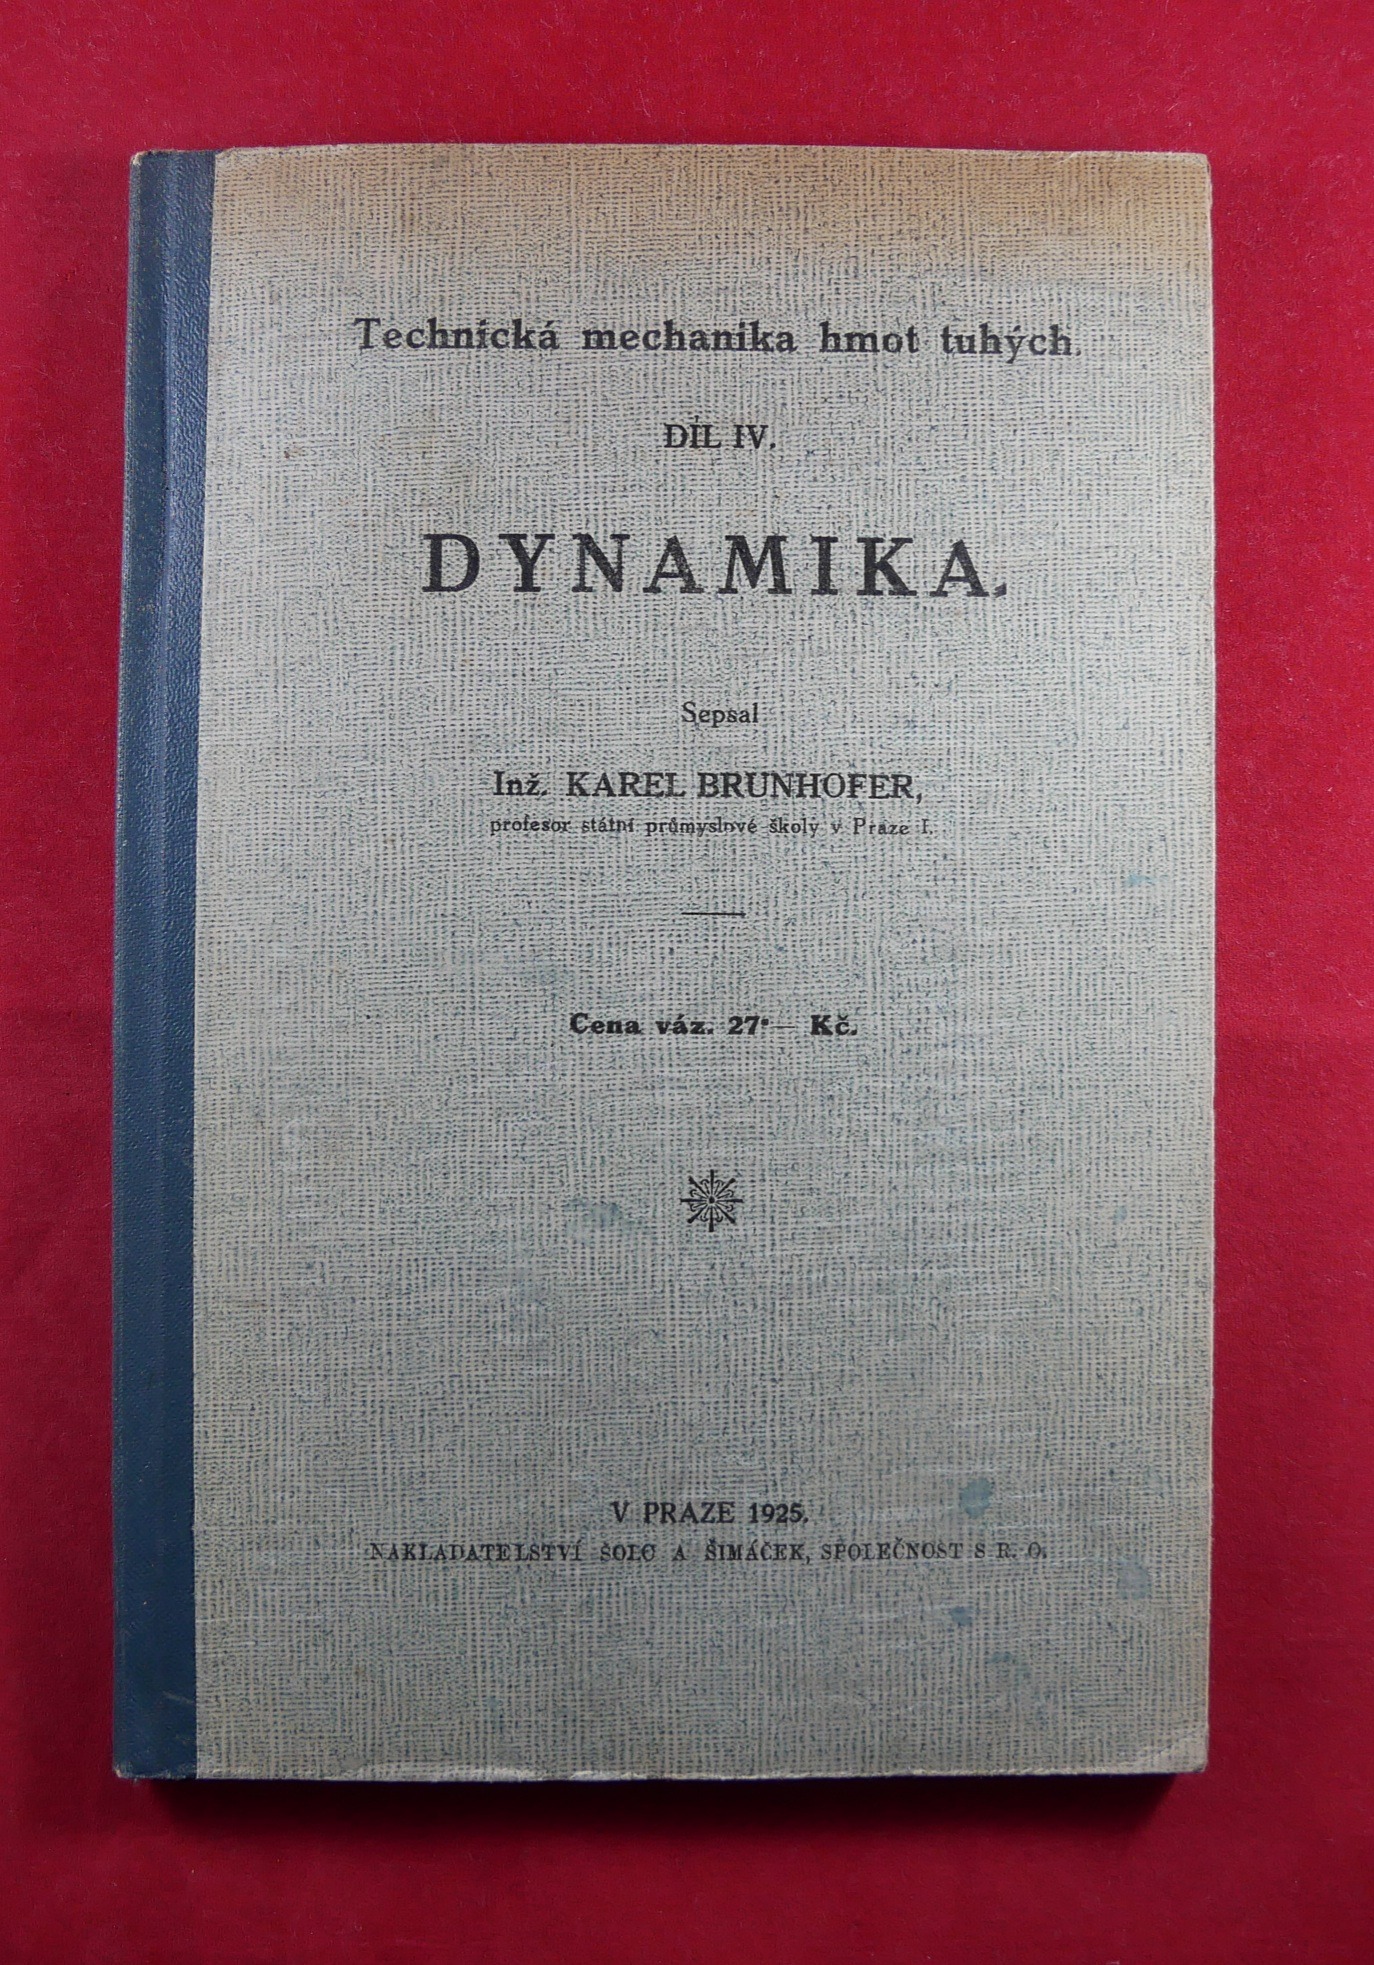 Technická mechanika hmot tuhých.
DÍL IV.
DYNAMIKA.
Sepsal
Inž. KAREL BRUNHOFER,
profesor státní průmyslové školy v Praze I.
Cena váz. 27·— Kč.
V PRAZE 1925.
NAKLADATELSTVÍ ŠOLC A ŠIMÁČEK, SPOLEČNOST S R. O.